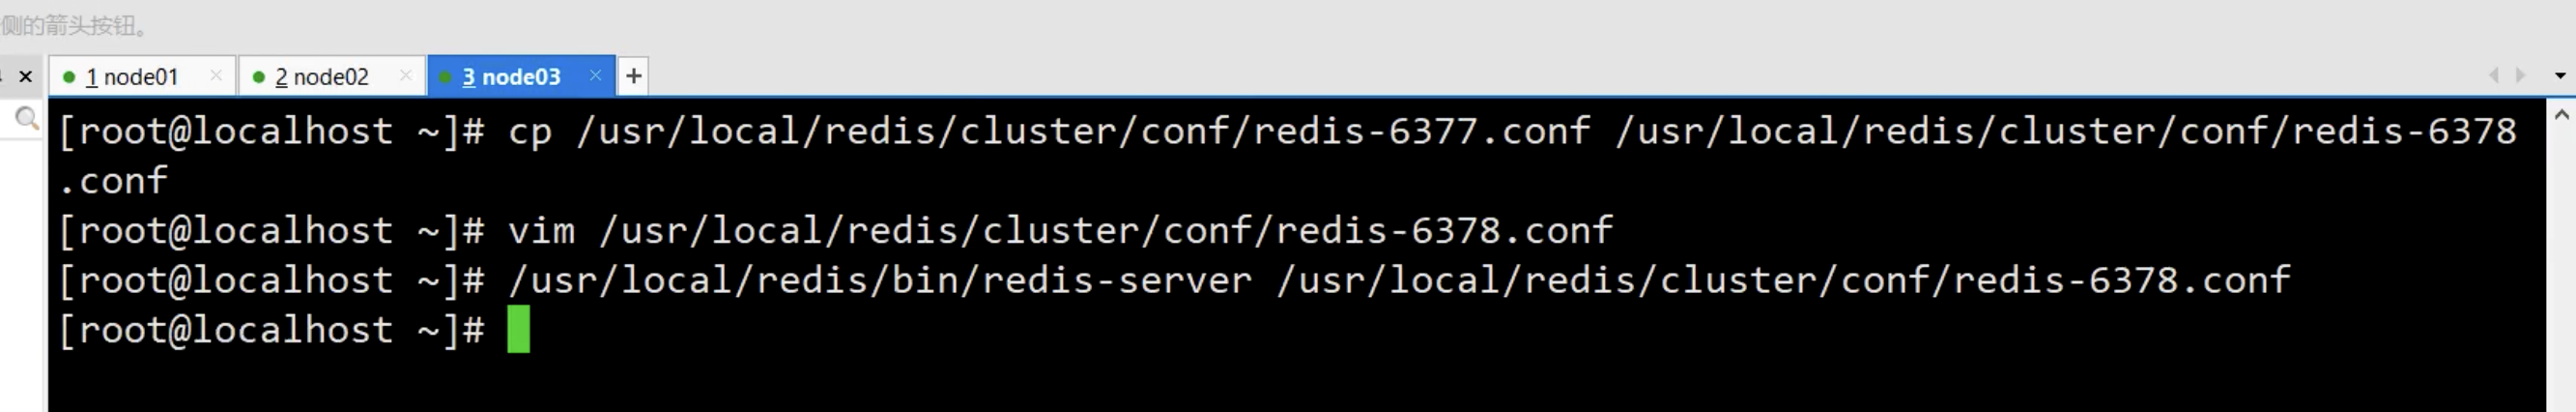 侧的箭头按钮。
1 node01
2 node02
3 node03
[root@localhost ~]# cp /usr/local/redis/cluster/conf/redis-6377.conf /usr/local/redis/cluster/conf/redis-6378
.conf
[root@localhost ~]# vim /usr/local/redis/cluster/conf/redis-6378.conf
[root@localhost ~]# /usr/local/redis/bin/redis-server /usr/local/redis/cluster/conf/redis-6378.conf
[root@localhost ~]#